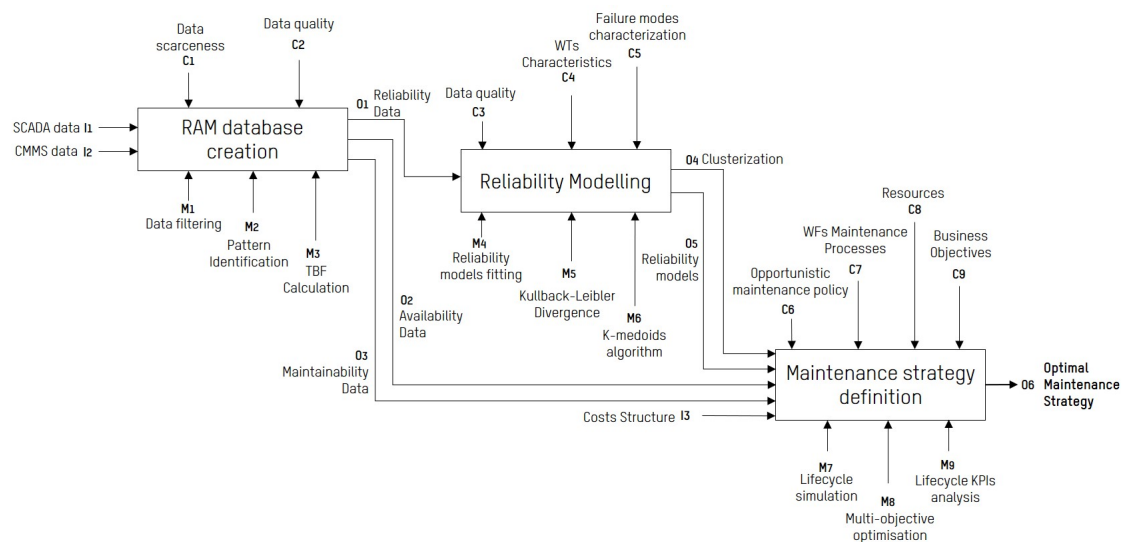 Data
scarceness
C1
Data quality
C2
SCADA data I1
CMMS data I2
RAM database
creation
M1
Data filtering
M2
Pattern
Identification
M3
TBF
Calculation
O1 Reliability
Data
O2
Availability
Data
O3
Maintainability
Data
Data quality
C3
WTs
Characteristics
C4
Failure modes
characterization
C5
Reliability Modelling
M4
Reliability
models fitting
M5
Kullback-Leibler
Divergence
M6
K-medoids
algorithm
O4 Clusterization
O5
Reliability
models
Opportunistic
maintenance policy
C6
WFs Maintenance
Processes
C7
Resources
C8
Business
Objectives
C9
Costs Structure I3
Maintenance strategy
definition
M7
Lifecycle
simulation
M8
Multi-objective
optimisation
M9
Lifecycle KPIs
analysis
O6 Optimal
Maintenance
Strategy